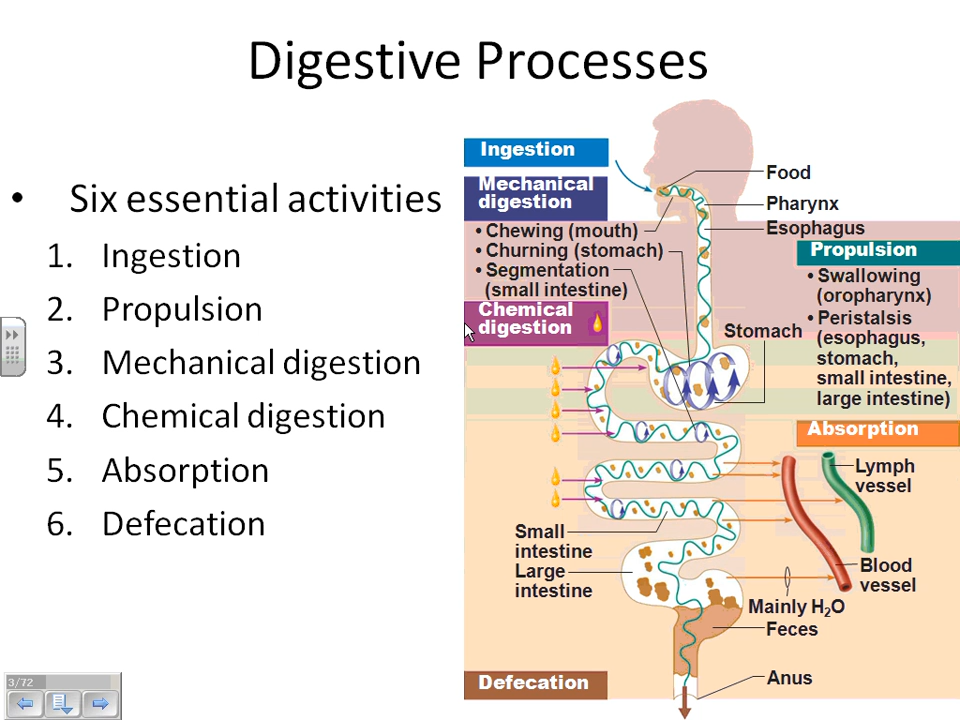 Digestive Processes
• Six essential activities
1. Ingestion
2. Propulsion
3. Mechanical digestion
4. Chemical digestion
5. Absorption
6. Defecation
Ingestion
Mechanical
digestion
• Chewing (mouth)
• Churning (stomach)
• Segmentation
(small intestine)
Chemical
digestion
Food
Pharynx
Esophagus
Propulsion
• Swallowing
(oropharynx)
• Peristalsis
(esophagus,
stomach,
small intestine,
large intestine)
Stomach
Absorption
Lymph
vessel
Small
intestine
Large
intestine
Blood
vessel
Mainly H₂O
Feces
Defecation
Anus
3/72